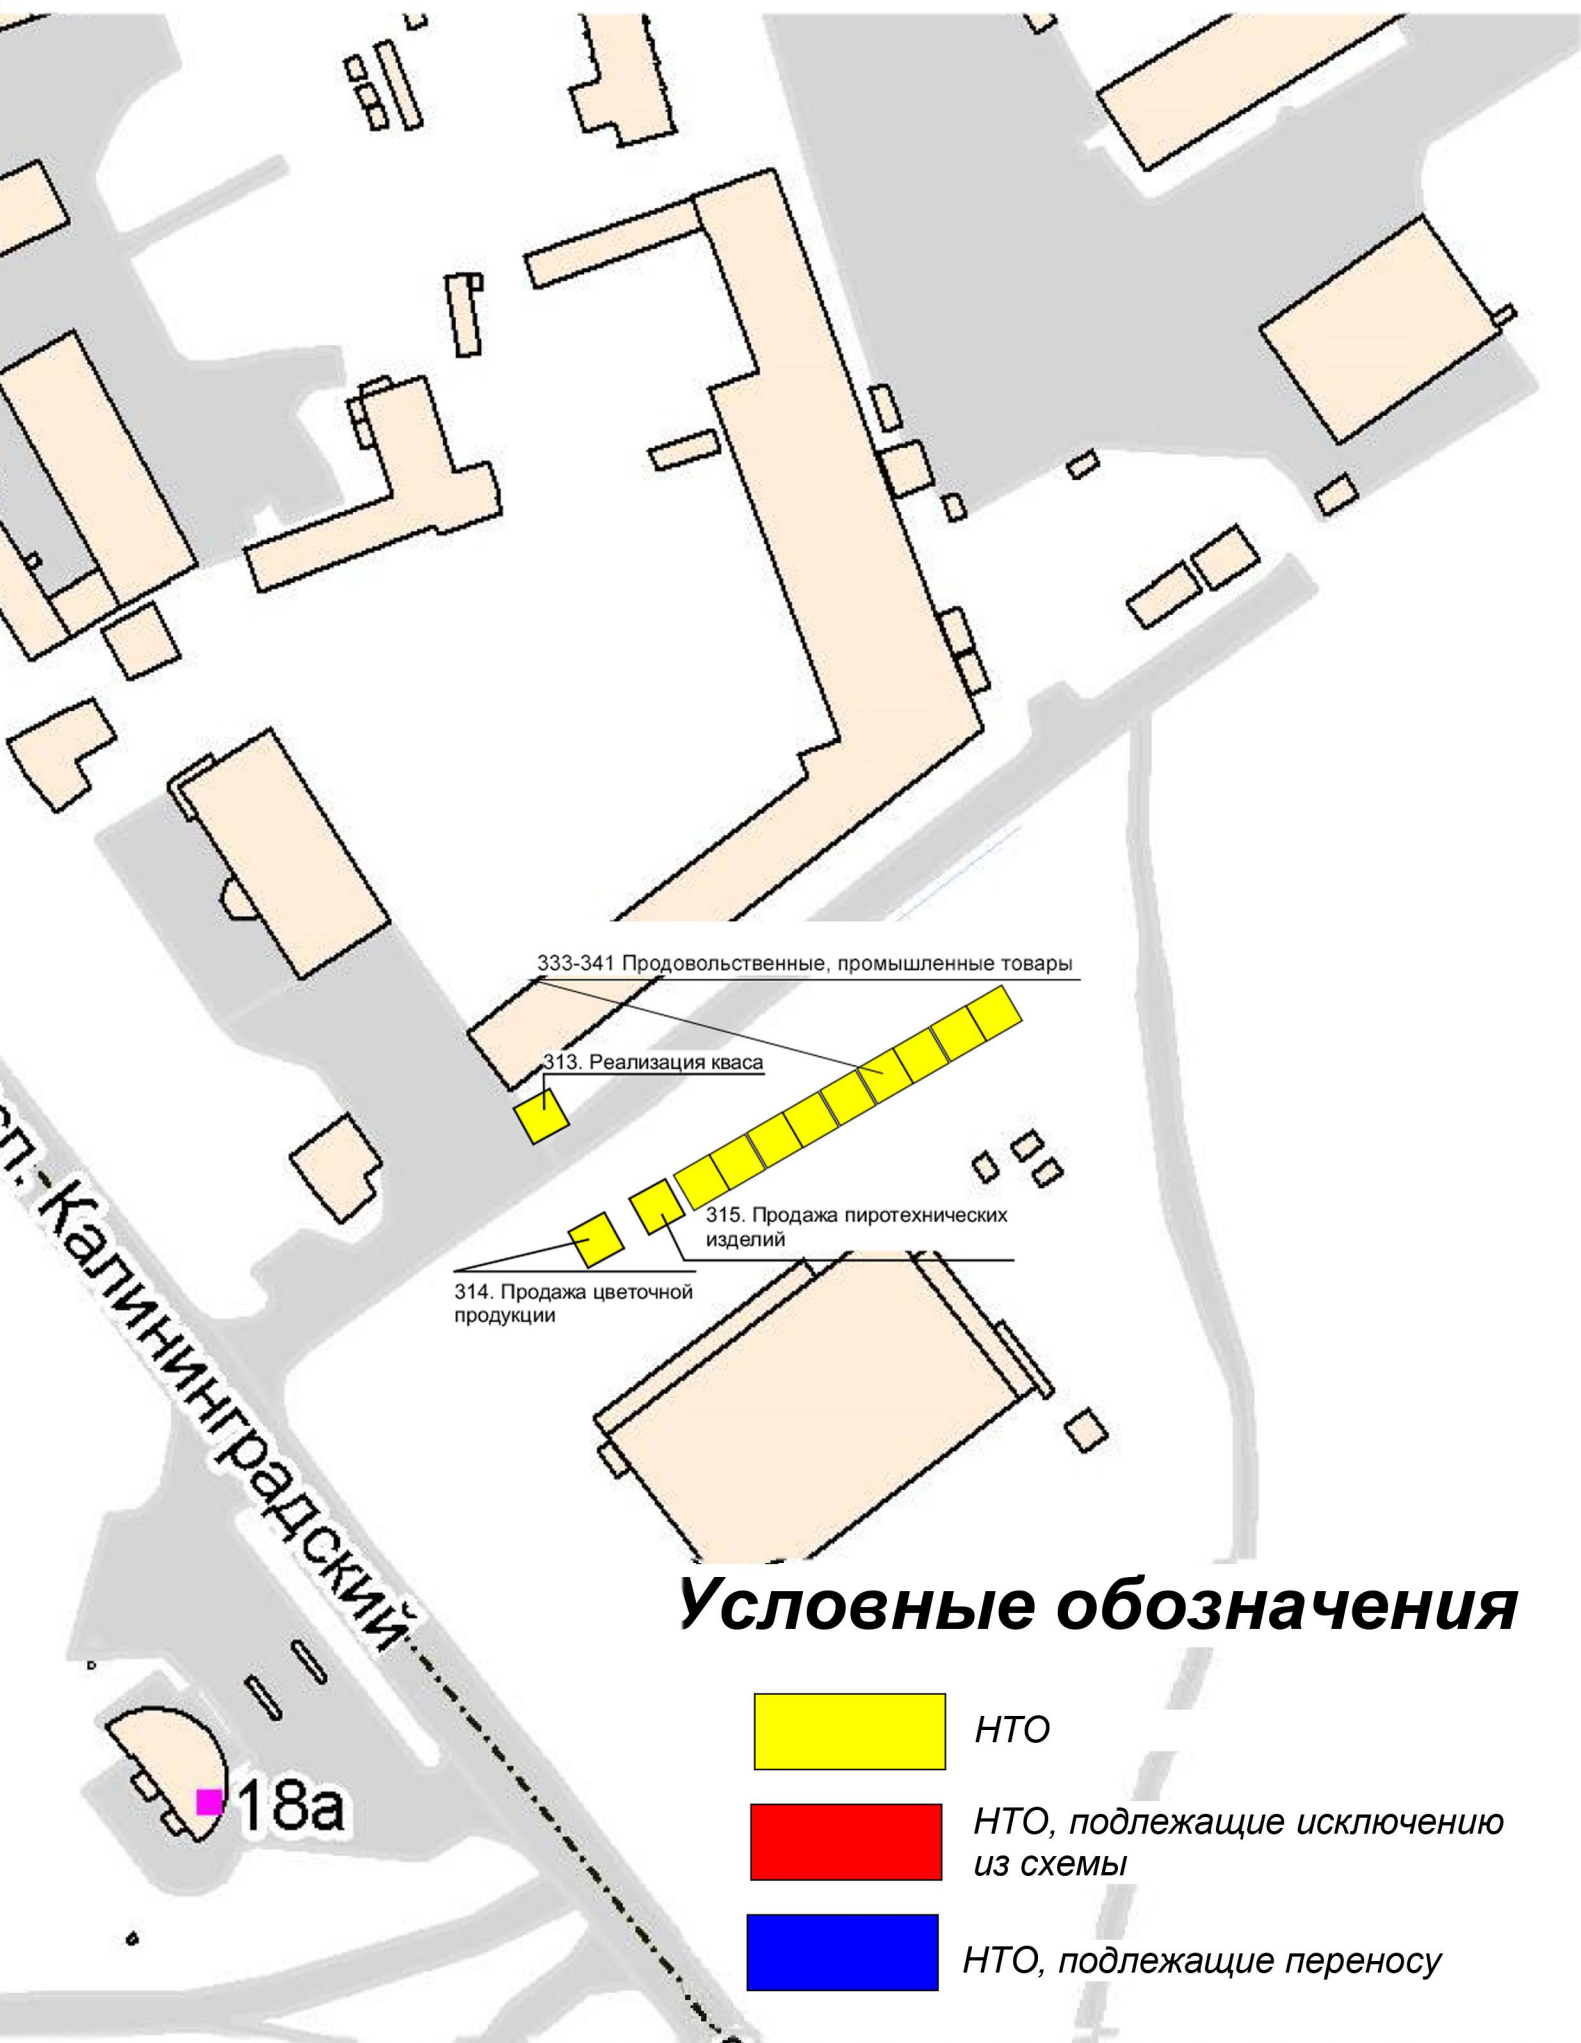 333-341 Продовольственные, промышленные товары
313. Реализация кваса
315. Продажа пиротехнических
изделий
314. Продажа цветочной
продукции
сп. Калининградский
18а
Условные обозначения
НТО
НТО, подлежащие исключению
из схемы
НТО, подлежащие переносу